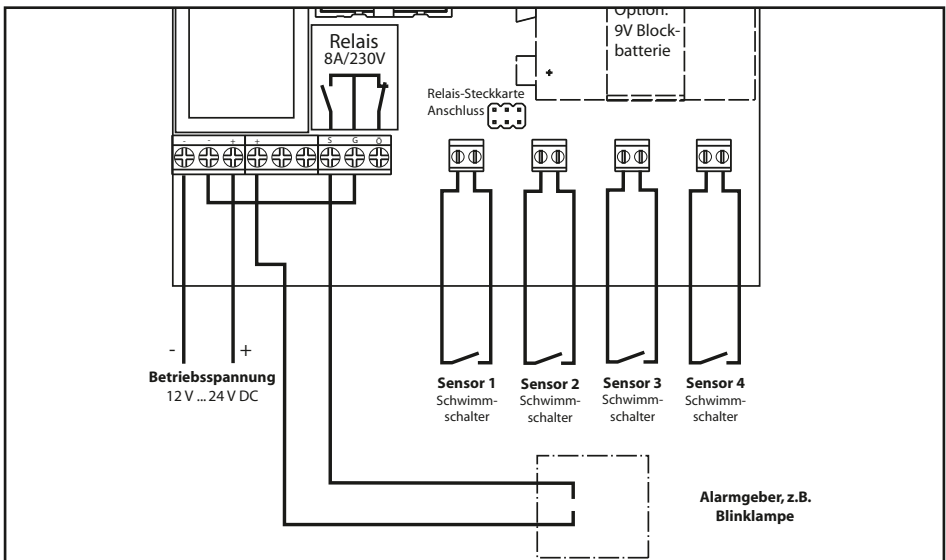 Option:
9V Block-
batterie
Relais
8A/230V
Relais-Steckkarte
Anschluss
+
- - + + S G Ö
- +
Betriebsspannung
12 V ... 24 V DC
Sensor 1
Schwimm-
schalter
Sensor 2
Schwimm-
schalter
Sensor 3
Schwimm-
schalter
Sensor 4
Schwimm-
schalter
Alarmgeber, z.B.
Blinklampe